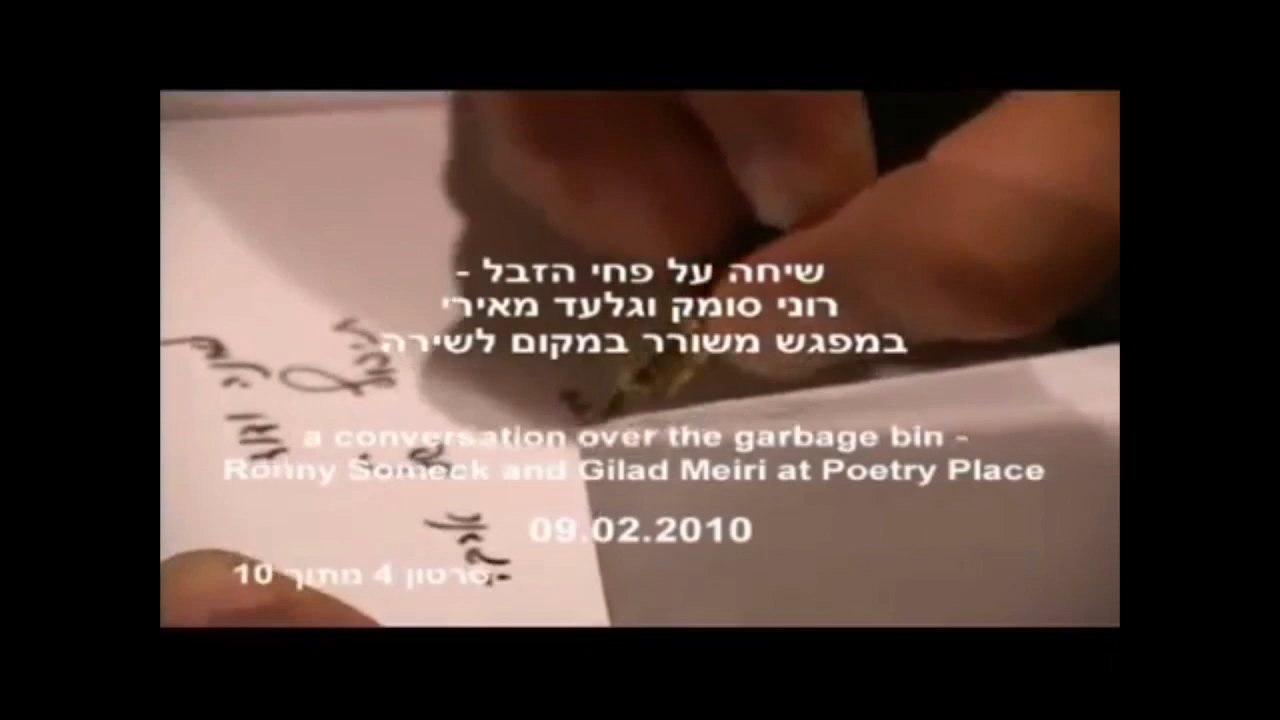 שיחה על פחי הזבל -
רוני סומק וגלעד מאירי
במפגש משורר במקום לשירה
a conversation over the garbage bin -
Ronny Someck and Gilad Meiri at Poetry Place
09.02.2010
סרטון 4 מתוך 10